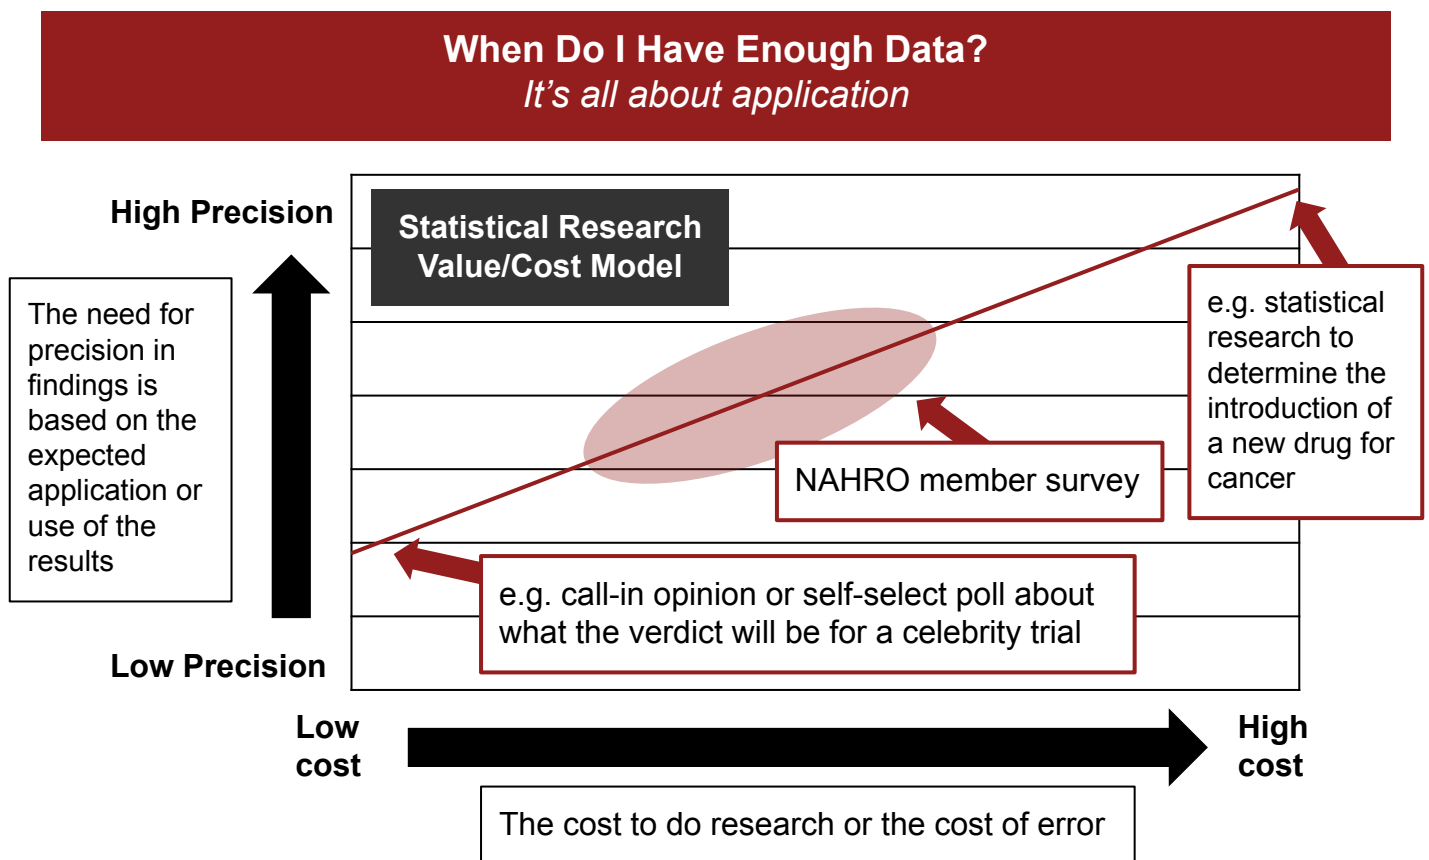 When Do I Have Enough Data?
It's all about application
High Precision
Statistical Research
Value/Cost Model
The need for
precision in
findings is
based on the
expected
application or
use of the
results
e.g. statistical
research to
determine the
introduction of
a new drug for
cancer
NAHRO member survey
e.g. call-in opinion or self-select poll about
what the verdict will be for a celebrity trial
Low Precision
Low
cost
High
cost
The cost to do research or the cost of error